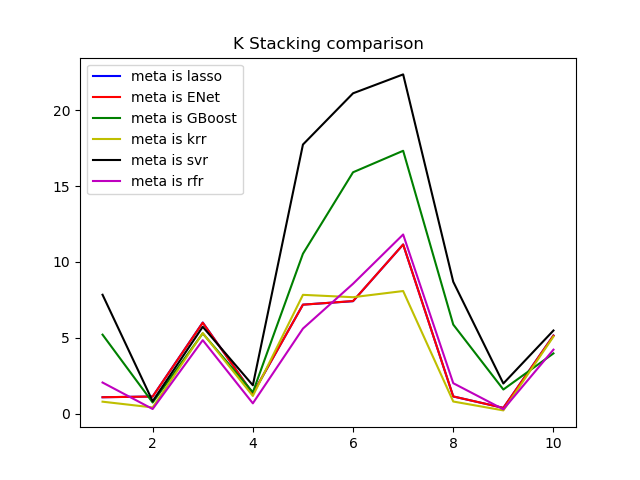 K Stacking comparison
meta is lasso
meta is ENet
meta is GBoost
meta is krr
meta is svr
meta is rfr
20
15
10
5
0
2 4 6 8 10